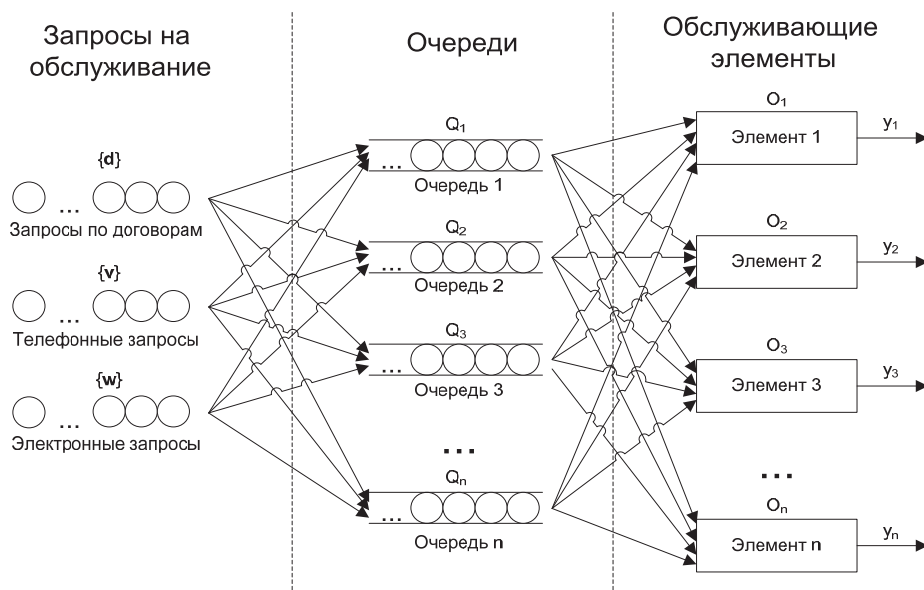 Запросы на
обслуживание
{d}
...
Запросы по договорам
{v}
...
Телефонные запросы
{w}
...
Электронные запросы
Очереди
Q₁
...
Очередь 1
Q₂
...
Очередь 2
Q₃
...
Очередь 3
...
Qₙ
...
Очередь n
Обслуживающие
элементы
O₁
Элемент 1
y₁
O₂
Элемент 2
y₂
O₃
Элемент 3
y₃
...
Oₙ
Элемент n
yₙ